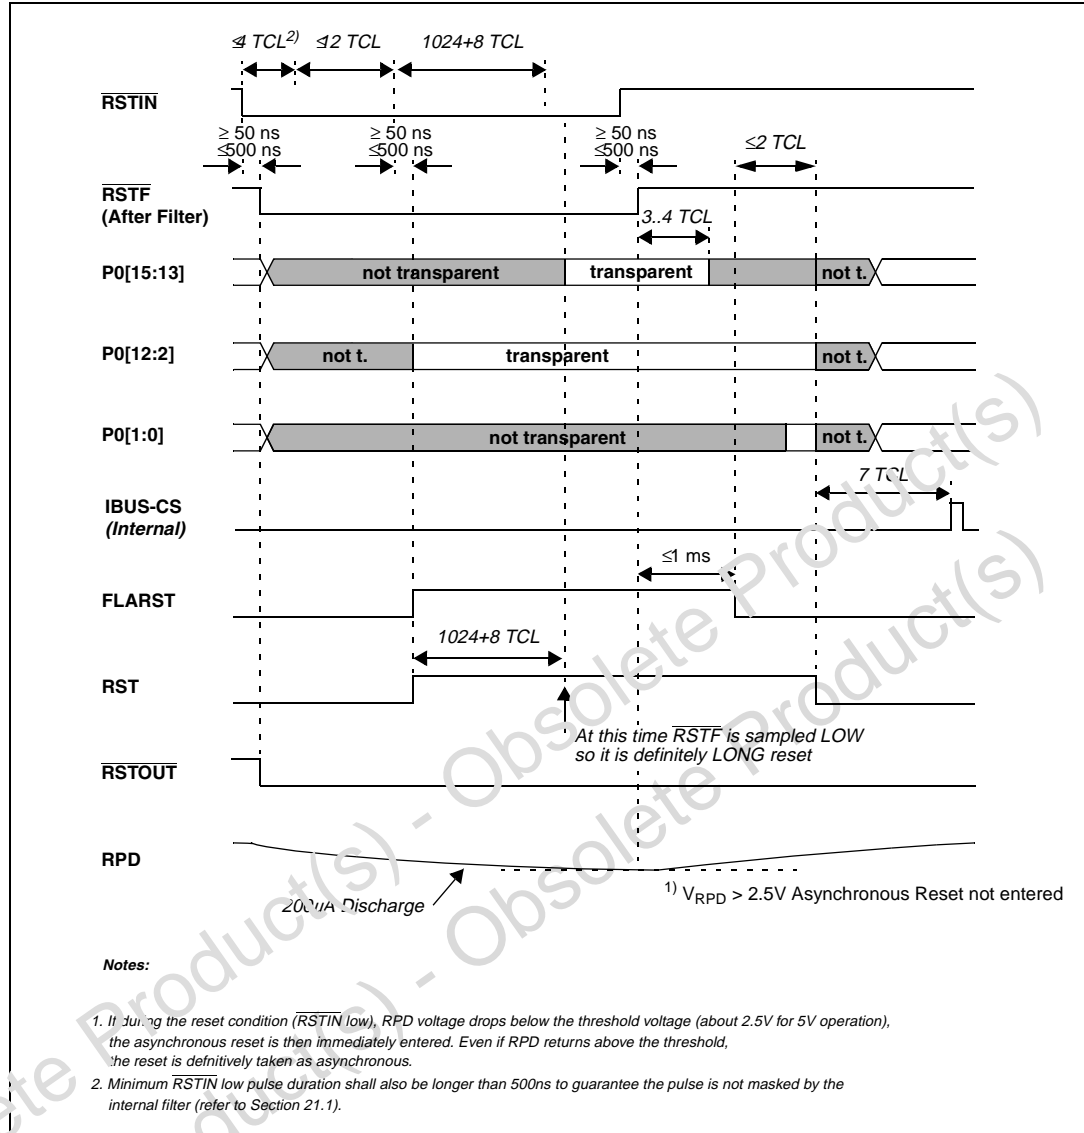 ≤4 TCL2) ≤12 TCL 1024+8 TCL
RSTIN
≥ 50 ns ≥ 50 ns ≥ 50 ns
≤500 ns ≤500 ns ≤500 ns ≤2 TCL
RSTF
(After Filter)
3..4 TCL
P0[15:13] not transparent transparent not t.
P0[12:2] not t. transparent not t.
P0[1:0] not transparent not t.
7 TCL
IBUS-CS
(Internal)
≤1 ms
FLARST
1024+8 TCL
RST
At this time RSTF is sampled LOW
so it is definitely LONG reset
RSTOUT
RPD
1) VRPD > 2.5V Asynchronous Reset not entered
200µA Discharge
Notes:
1. If during the reset condition (RSTIN low), RPD voltage drops below the threshold voltage (about 2.5V for 5V operation),
the asynchronous reset is then immediately entered. Even if RPD returns above the threshold,
the reset is defnitively taken as asynchronous.
2. Minimum RSTIN low pulse duration shall also be longer than 500ns to guarantee the pulse is not masked by the
internal filter (refer to Section 21.1).
ete Product(s) - Obsolete Product(s)
oduct(s) - Obsolete Product(s)